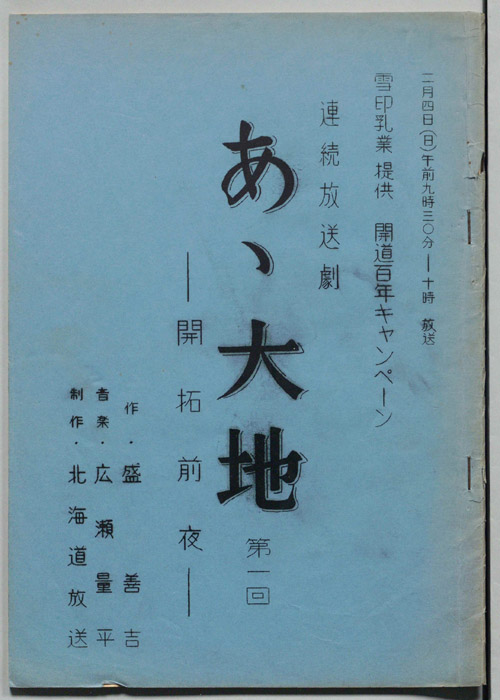 二月四日(日)午前九時三〇分―十時 放送
雪印乳業 提供 開道百年キャンペーン
連続放送劇
あゝ大地 第一回
―開拓前夜―
作・盛善吉
音楽・広瀬量平
制作・北海道放送